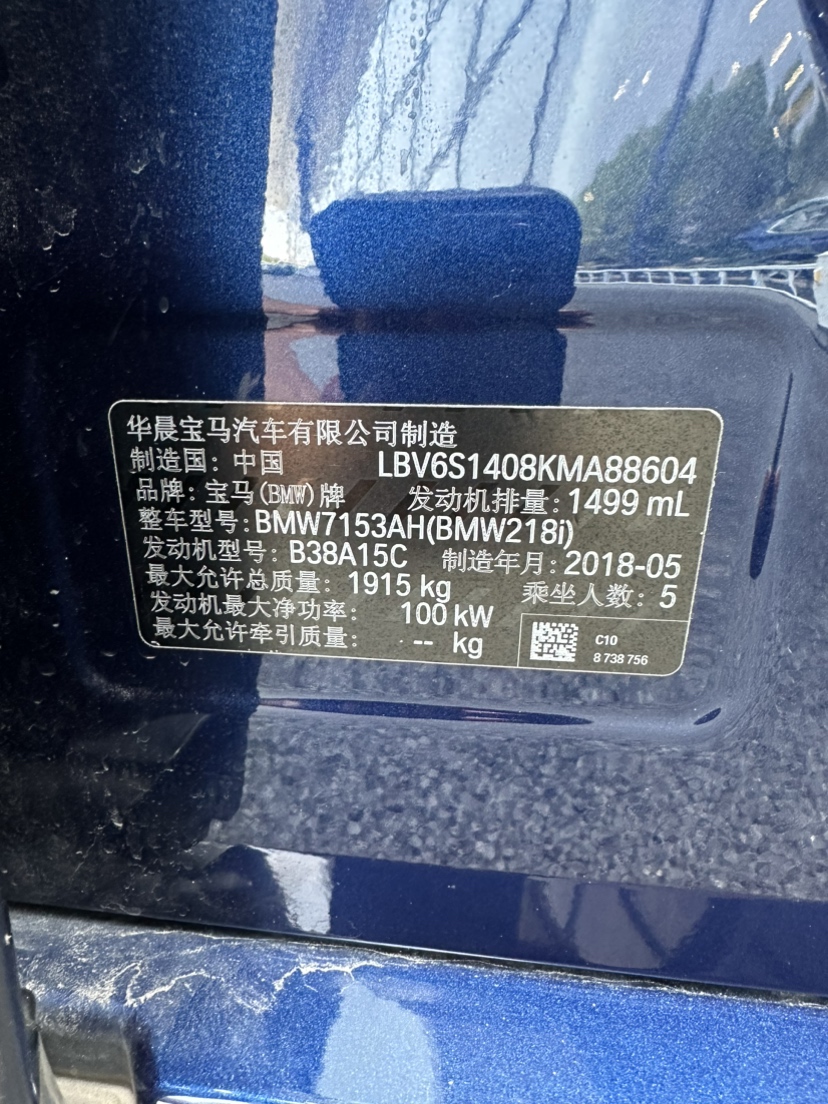 华晨宝马汽车有限公司制造
制造国：中国 LBV6S1408KMA88604
品牌：宝马(BMW)牌 发动机排量：1499 mL
整车型号：BMW7153AH(BMW218i)
发动机型号：B38A15C 制造年月：2018-05
最大允许总质量：1915 kg 乘坐人数：5
发动机最大净功率： 100 kW
最大允许牵引质量： -- kg
C10
8 738 756